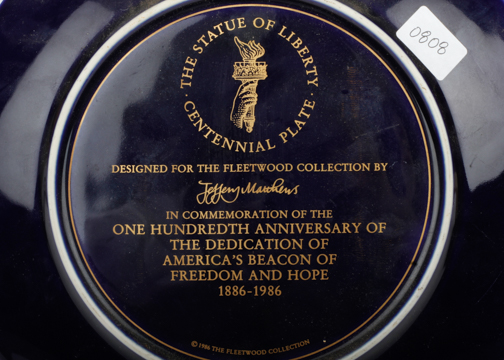 · THE STATUE OF LIBERTY ·
CENTENNIAL PLATE
DESIGNED FOR THE FLEETWOOD COLLECTION BY
Jeffery Matthews
IN COMMEMORATION OF THE
ONE HUNDREDTH ANNIVERSARY OF
THE DEDICATION OF
AMERICA'S BEACON OF
FREEDOM AND HOPE
1886-1986
© 1986 THE FLEETWOOD COLLECTION
0808